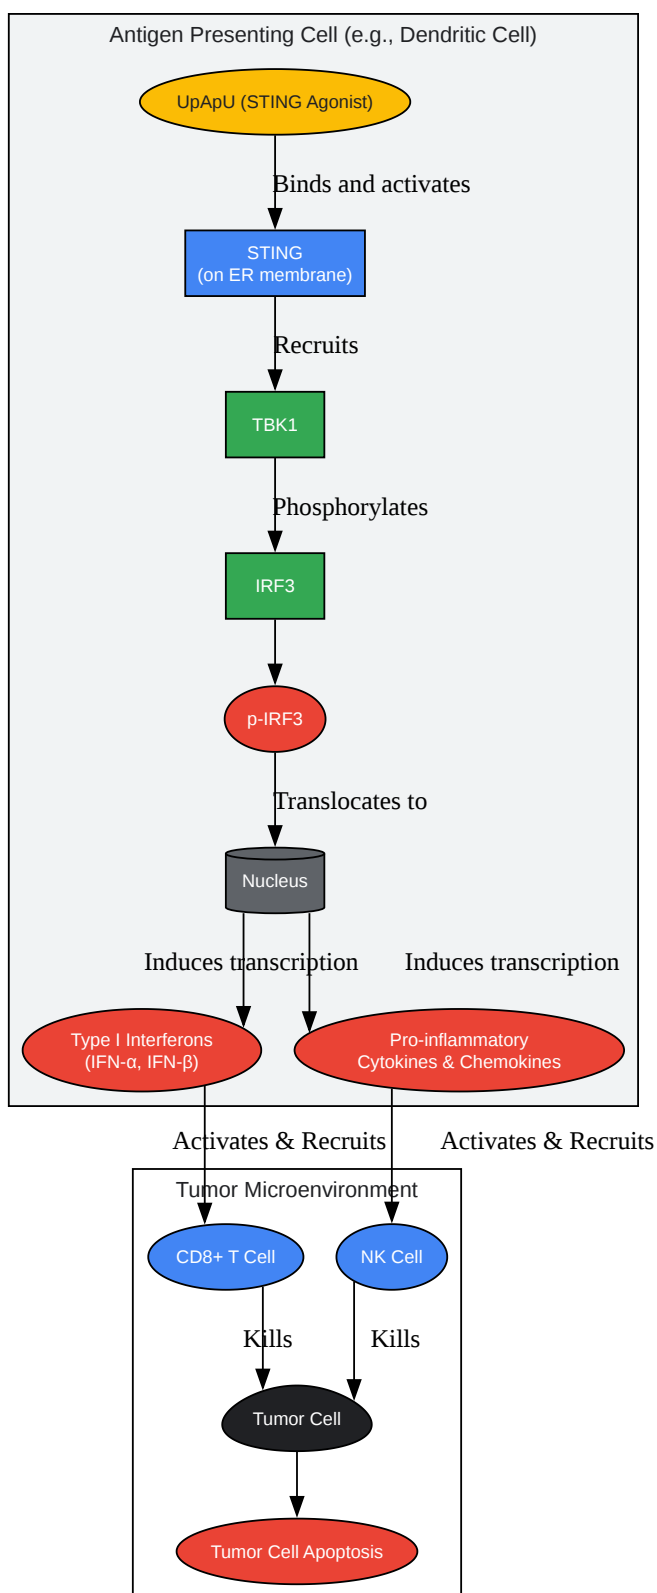 Antigen Presenting Cell (e.g., Dendritic Cell)
UpApU (STING Agonist)
Binds and activates
STING
(on ER membrane)
Recruits
TBK1
Phosphorylates
IRF3
p-IRF3
Translocates to
Nucleus
Induces transcription
Induces transcription
Type I Interferons
(IFN-α, IFN-β)
Pro-inflammatory
Cytokines & Chemokines
Activates & Recruits
Activates & Recruits
Tumor Microenvironment
CD8+ T Cell
NK Cell
Kills
Kills
Tumor Cell
Tumor Cell Apoptosis